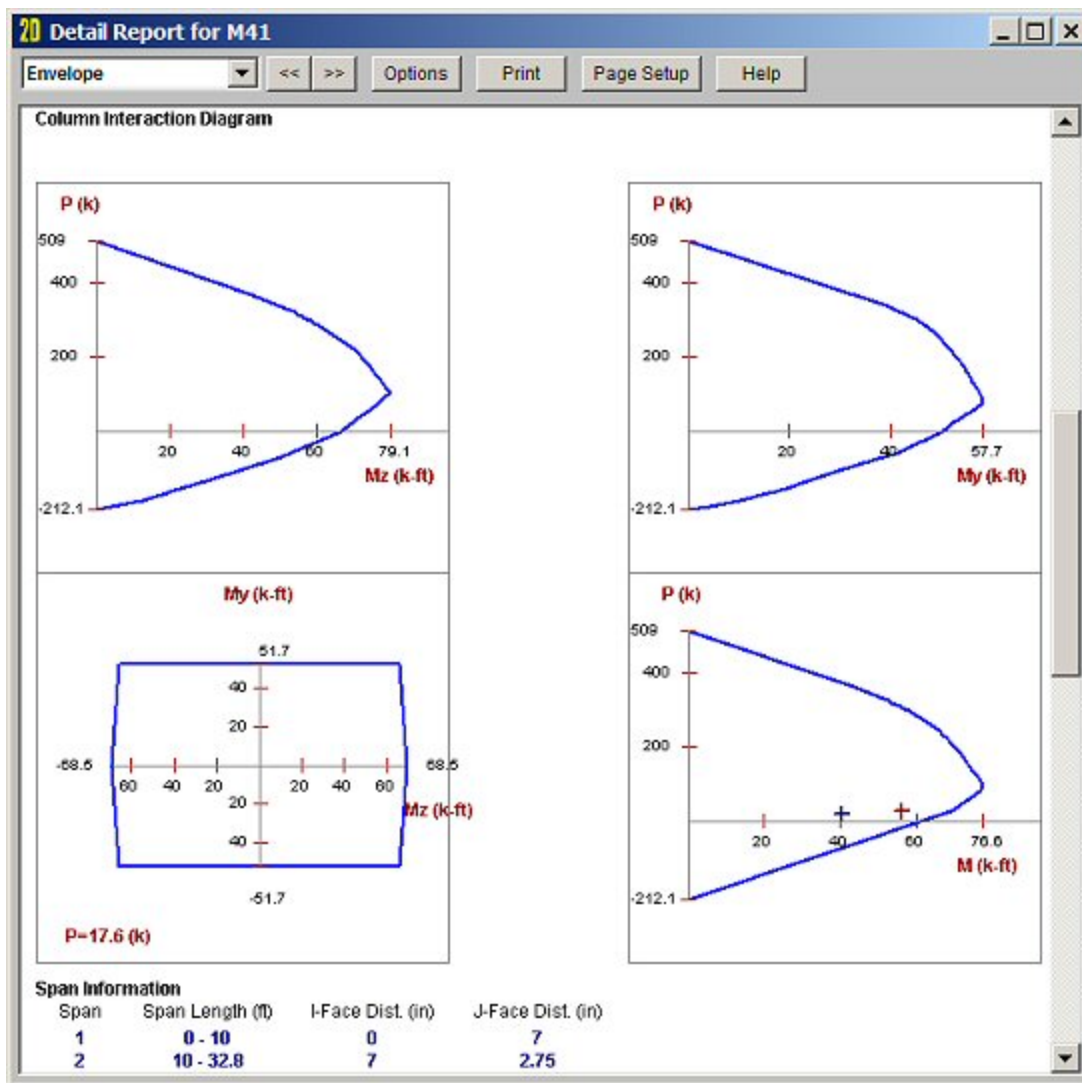 20 Detail Report for M41
Envelope << >> Options Print Page Setup Help
Column Interaction Diagram
P (k)
509
400
200
20 40 60 79.1
Mz (k-ft)
-212.1
P (k)
509
400
200
20 40 57.7
My (k-ft)
-212.1
My (k-ft)
51.7
40
20
-68.5 68.5
60 40 20 20 40 60
20
Mz (k-ft)
40
-51.7
P=17.6 (k)
P (k)
509
400
200
20 40 60 76.6
M (k-ft)
-212.1
Span Information
Span Span Length (ft) I-Face Dist. (in) J-Face Dist. (in)
1 0 - 10 0 7
2 10 - 32.8 7 2.75